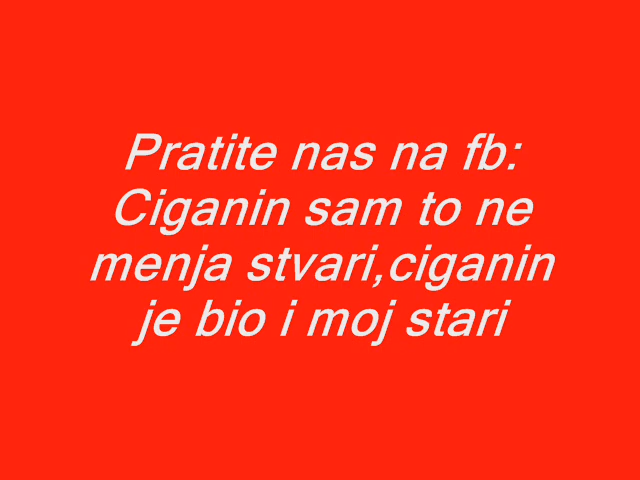 Pratite nas na fb:
Ciganin sam to ne
menja stvari,ciganin
je bio i moj stari